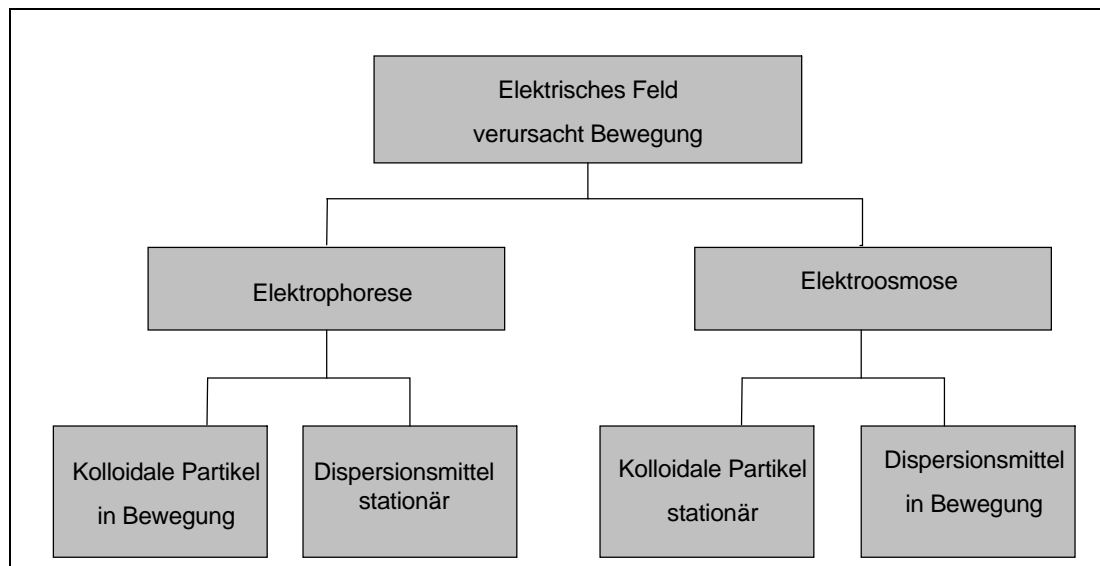 Elektrisches Feld
verursacht Bewegung
Elektrophorese
Elektroosmose
Kolloidale Partikel
in Bewegung
Dispersionsmittel
stationär
Kolloidale Partikel
stationär
Dispersionsmittel
in Bewegung